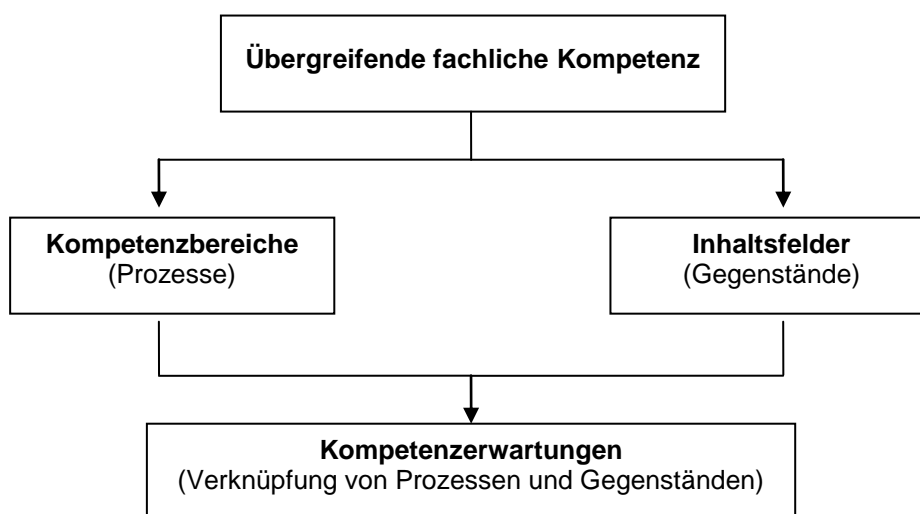 Übergreifende fachliche Kompetenz
Kompetenzbereiche
(Prozesse)
Inhaltsfelder
(Gegenstände)
Kompetenzerwartungen
(Verknüpfung von Prozessen und Gegenständen)